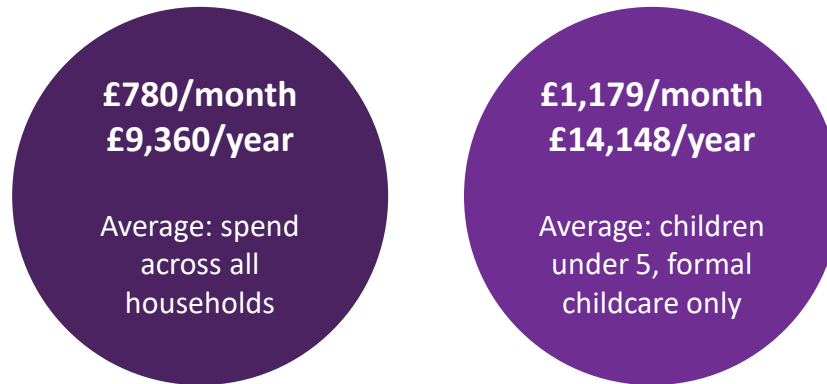 £780/month
£9,360/year
Average: spend
across all
households
£1,179/month
£14,148/year
Average: children
under 5, formal
childcare only